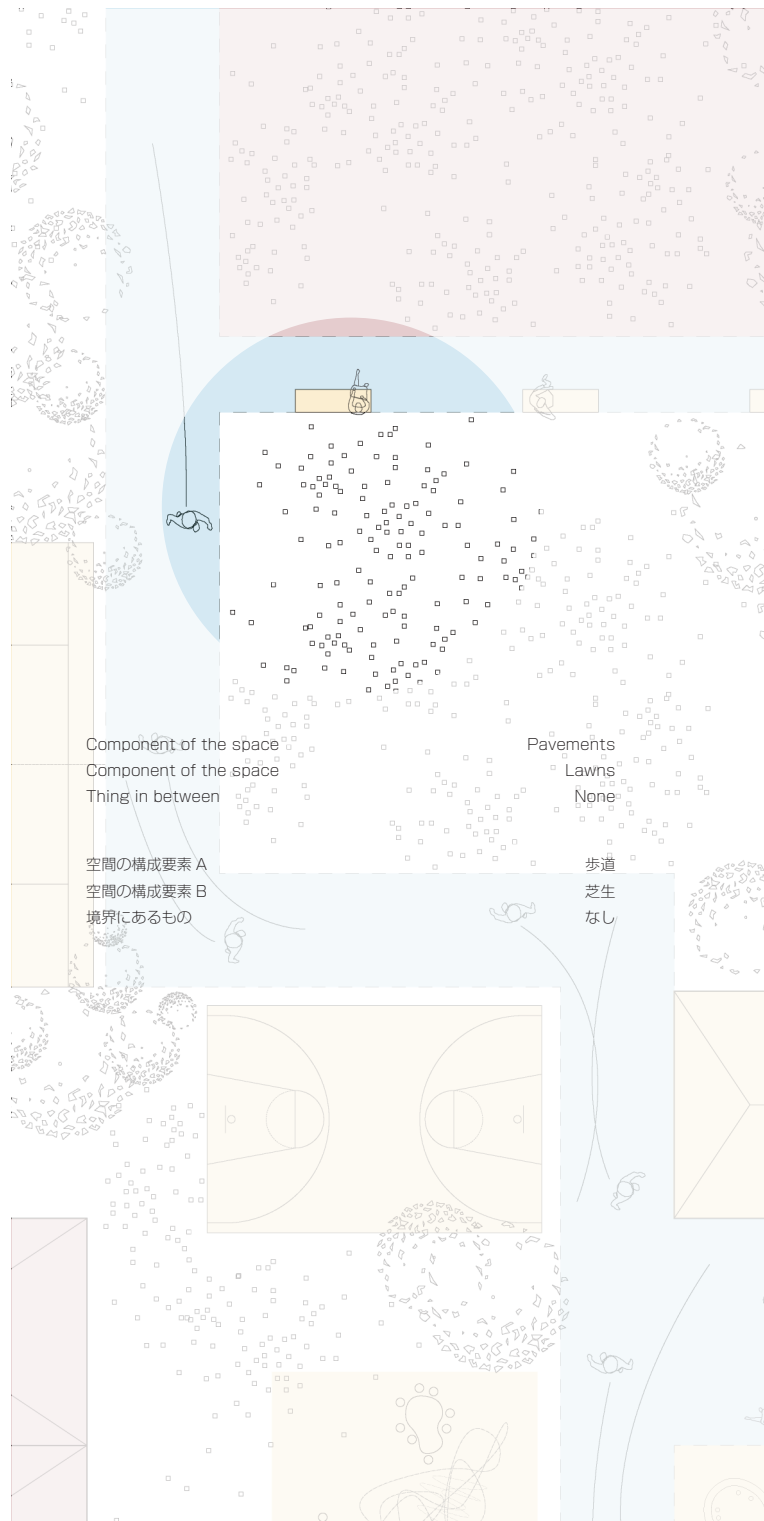 Component of the space Pavements
Component of the space Lawns
Thing in between None
空間の構成要素 A 歩道
空間の構成要素 B 芝生
境界にあるもの なし